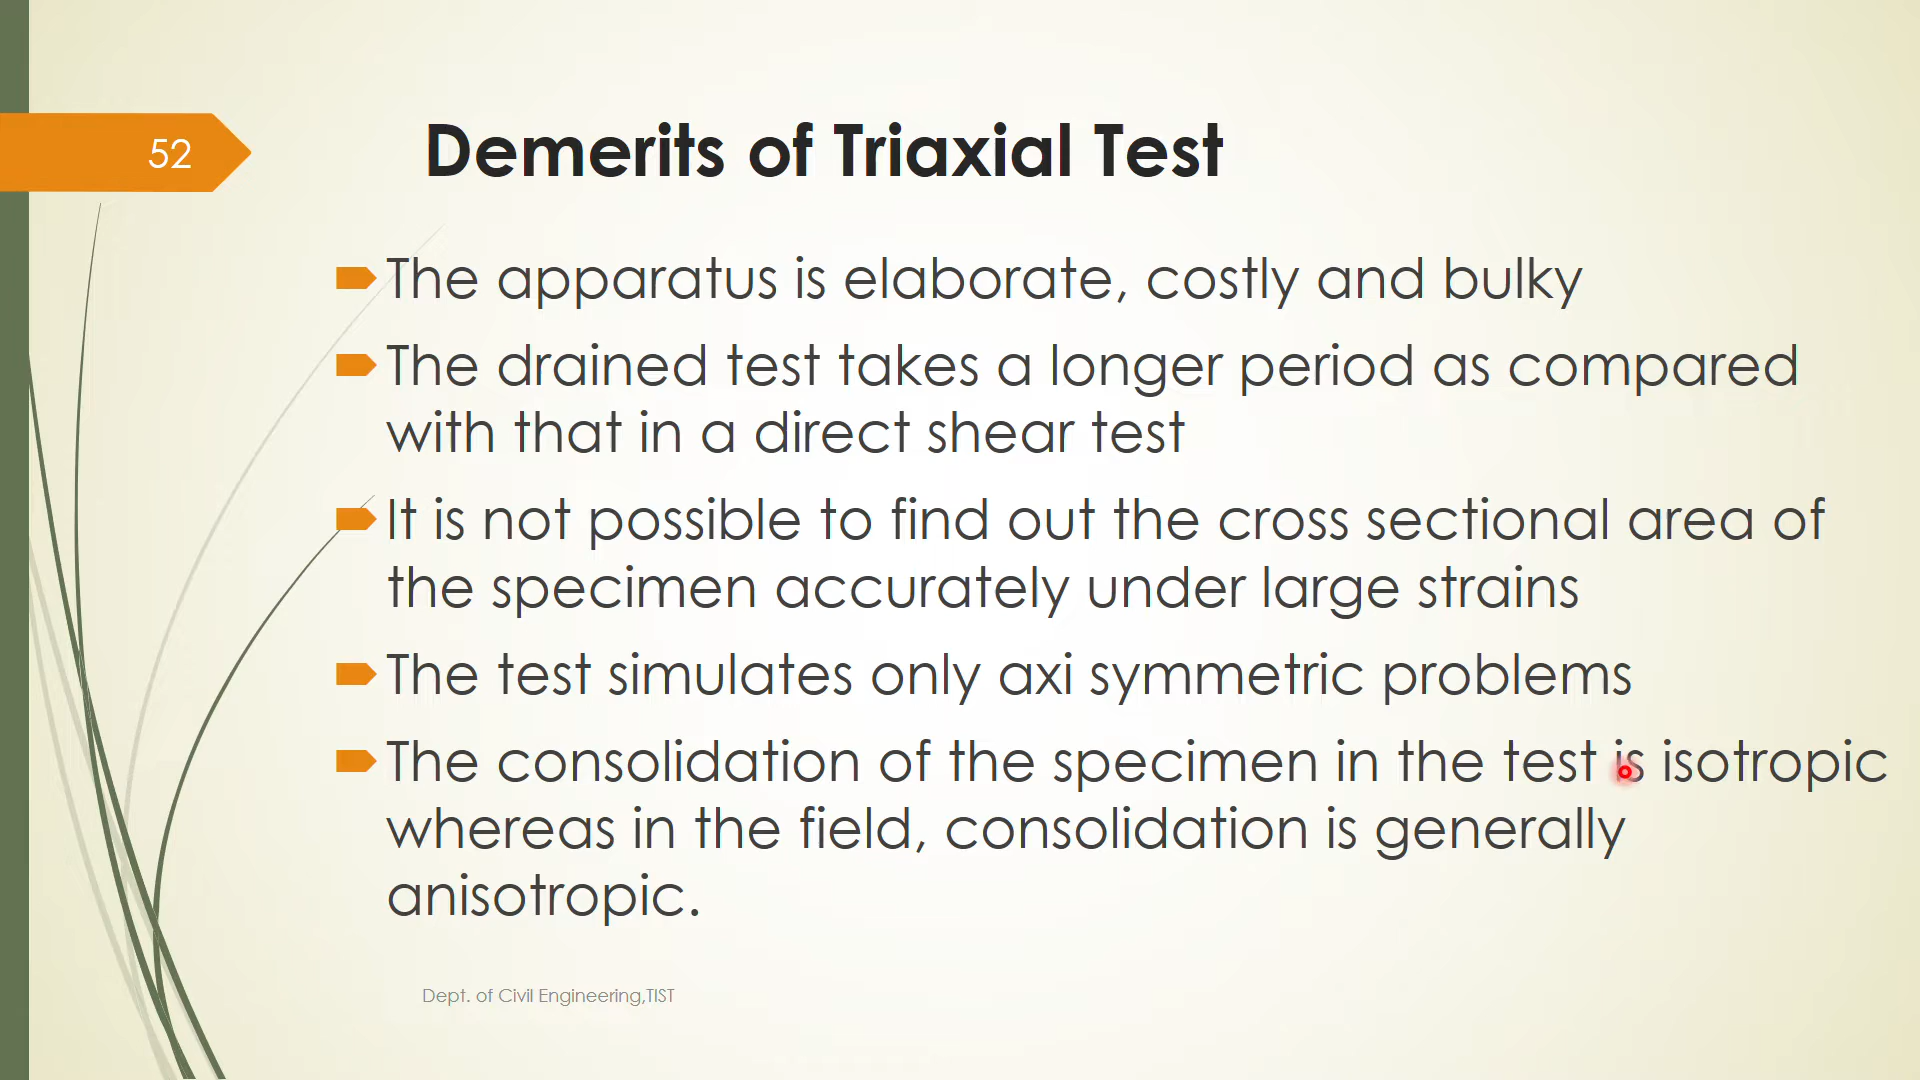 52
Demerits of Triaxial Test
The apparatus is elaborate, costly and bulky
The drained test takes a longer period as compared
with that in a direct shear test
It is not possible to find out the cross sectional area of
the specimen accurately under large strains
The test simulates only axi symmetric problems
The consolidation of the specimen in the test is isotropic
whereas in the field, consolidation is generally
anisotropic.
Dept. of Civil Engineering,TIST